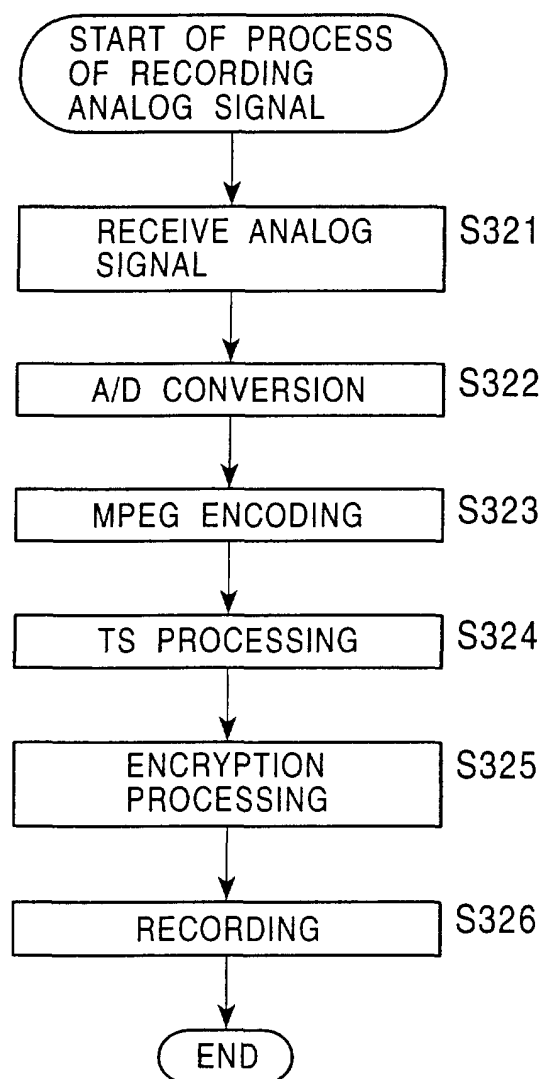 START OF PROCESS
OF RECORDING
ANALOG SIGNAL
RECEIVE ANALOG
SIGNAL
S321
A/D CONVERSION
S322
MPEG ENCODING
S323
TS PROCESSING
S324
ENCRYPTION
PROCESSING
S325
RECORDING
S326
END